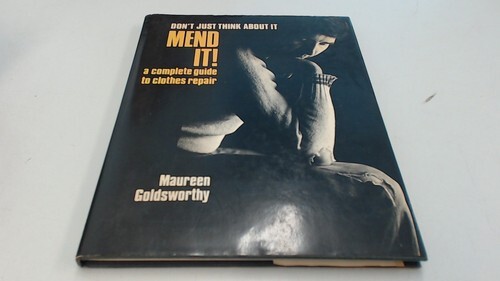 DON'T JUST THINK ABOUT IT
MEND
IT!
a complete guide
to clothes repair
Maureen
Goldsworthy